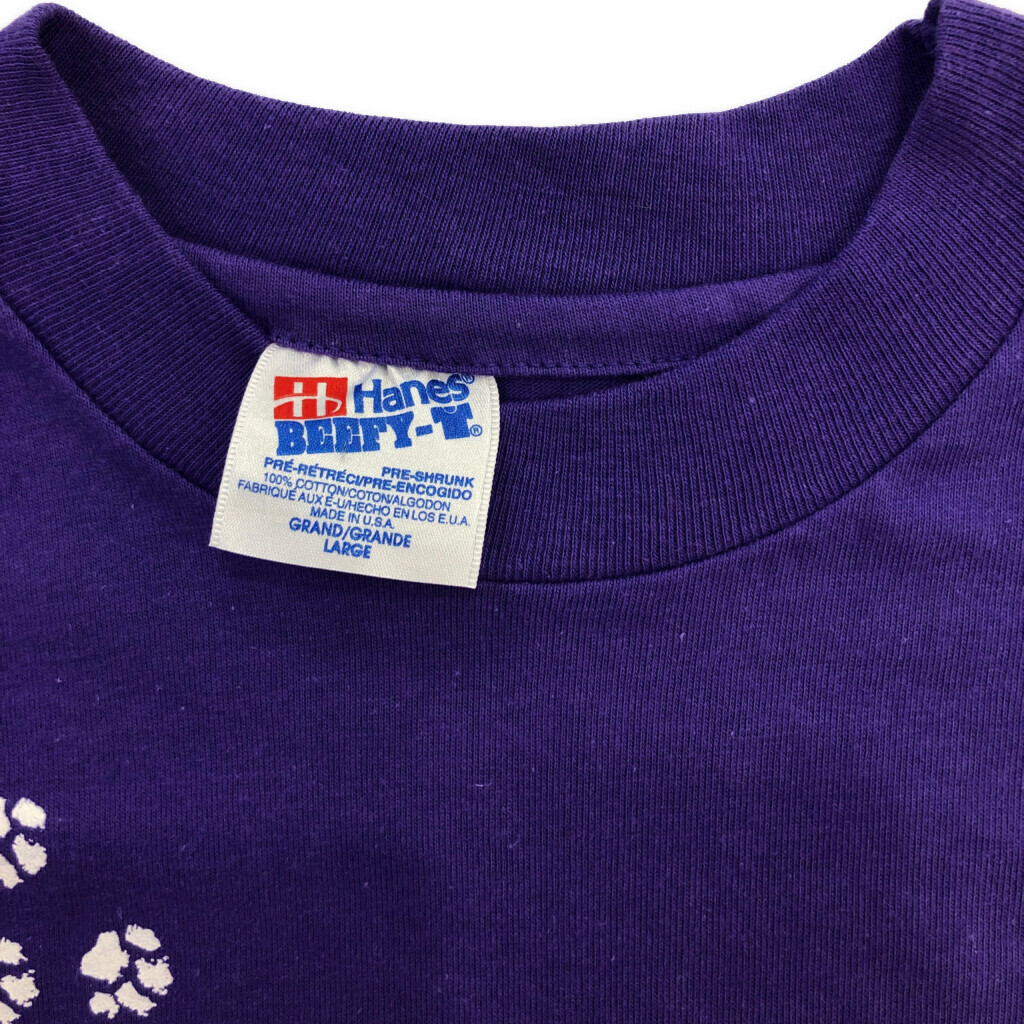 H Hanes®
BEEFY-T®
PRÉ-RÉTRÉCI/PRE-ENCOGIDO PRE-SHRUNK
100% COTTON/COTON/ALGODON
FABRIQUÉ AUX E-U/HECHO EN LOS E.U.A.
MADE IN U.S.A.
GRAND/GRANDE
LARGE